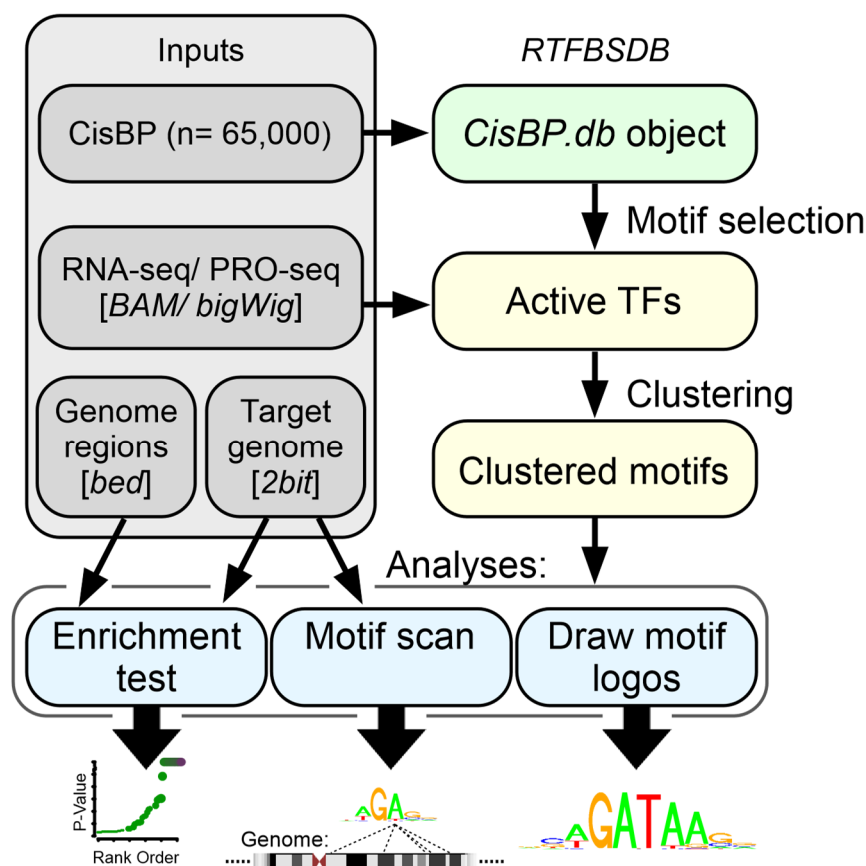 Inputs
RTFBSDB
CisBP (n= 65,000)
CisBP.db object
Motif selection
RNA-seq/ PRO-seq
[BAM/ bigWig]
Active TFs
Clustering
Genome
regions
[bed]
Target
genome
[2bit]
Clustered motifs
Analyses:
Enrichment
test
Motif scan
Draw motif
logos
P-Value
Rank Order
AGAG
Genome:
AGATAAG